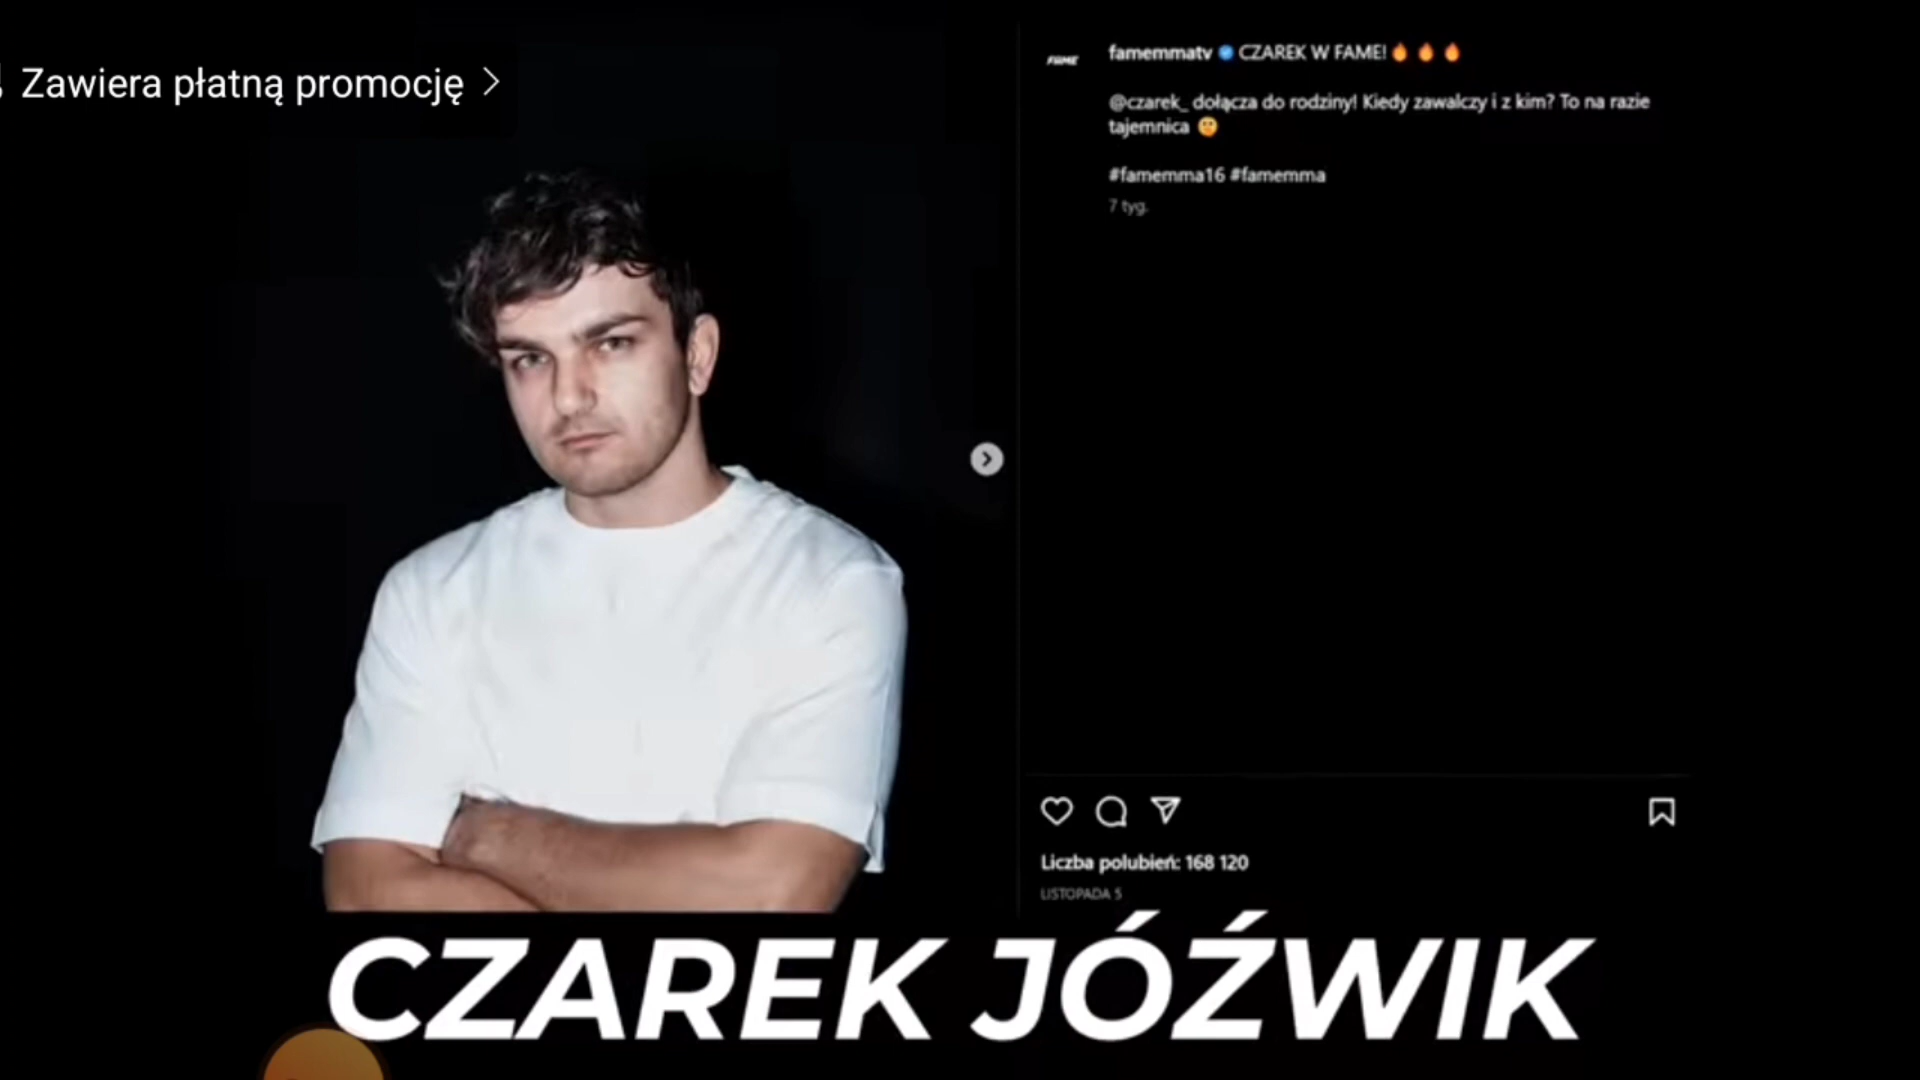 Zawiera płatną promocję
FAME
famemmatv CZAREK W FAME!
@czarek_ dołącza do rodziny! Kiedy zawalczy i z kim? To na razie
tajemnica
#famemma16 #famemma
7 tyg.
Liczba polubień: 168 120
LISTOPADA 5
CZAREK JÓŹWIK